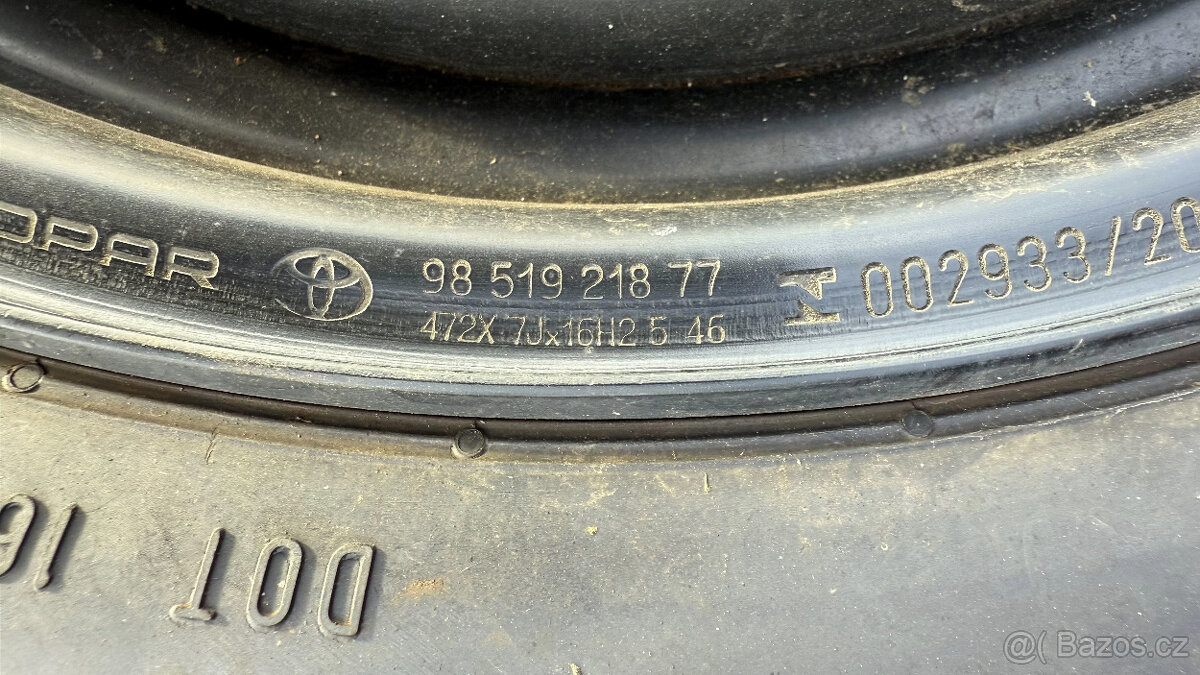 OPAR 98 519 218 77 002933/20
472X 7Jx16H2 5 46
DOT 16
@( Bazos.cz